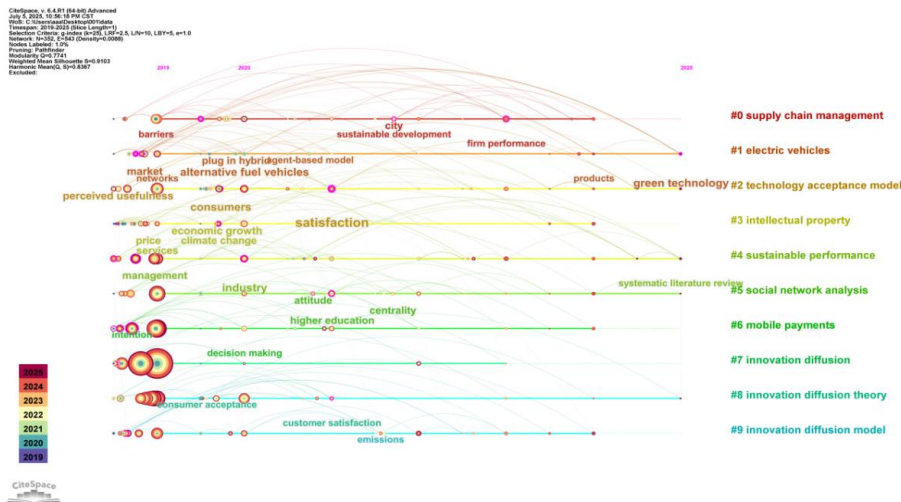 CiteSpace, v. 6.4.R1 (64-bit) Advanced
July 5, 2025, 10:56:18 PM CST
WoS: C:\Users\aaa\Desktop\001\data
Timespan: 2019-2025 (Slice Length=1)
Selection Criteria: g-index (k=25), LRF=2.5, L/N=10, LBY=5, e=1.0
Network: N=352, E=543 (Density=0.0088)
Nodes Labeled: 1.0%
Pruning: Pathfinder
Modularity Q=0.7741
Weighted Mean Silhouette S=0.9103
Harmonic Mean(Q, S)=0.8367
Excluded:
2019
2020
2025
#0 supply chain management
city
barriers
sustainable development
firm performance
#1 electric vehicles
plug in hybrid
agent-based model
market
alternative fuel vehicles
networks
products
green technology
#2 technology acceptance model
perceived usefulness
consumers
satisfaction
#3 intellectual property
economic growth
price
climate change
services
#4 sustainable performance
management
systematic literature review
industry
#5 social network analysis
attitude
centrality
higher education
#6 mobile payments
intention
decision making
#7 innovation diffusion
2025
2024
2023
2022
2021
2020
2019
#8 innovation diffusion theory
consumer acceptance
customer satisfaction
#9 innovation diffusion model
emissions
CiteSpace